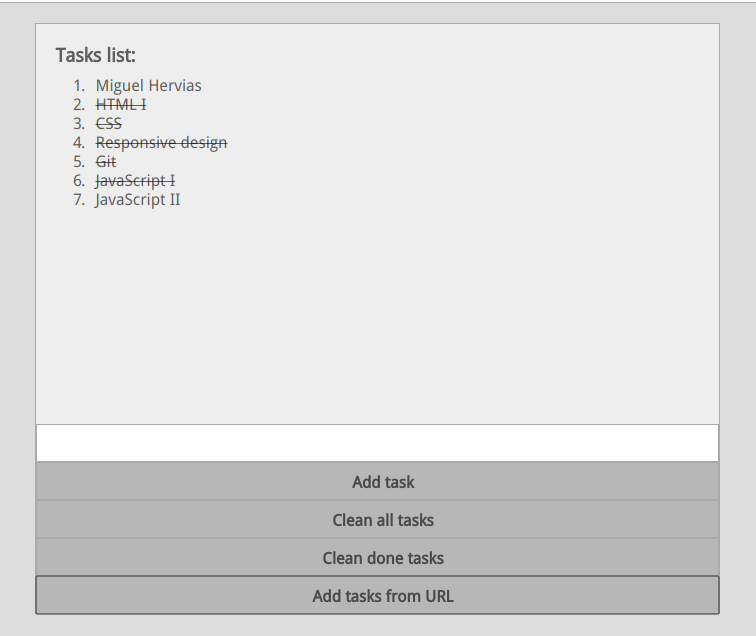 Tasks list:
1. Miguel Hervias
2. HTML I
3. CSS
4. Responsive design
5. Git
6. JavaScript I
7. JavaScript II
Add task
Clean all tasks
Clean done tasks
Add tasks from URL